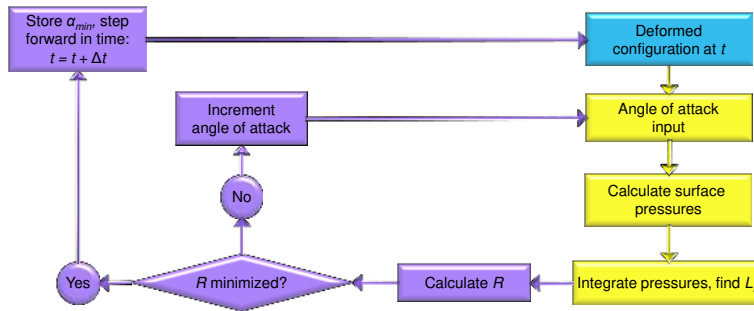 Store α_min, step
forward in time:
t = t + Δt
Deformed
configuration at t
Increment
angle of attack
Angle of attack
input
No
Calculate surface
pressures
Yes
R minimized?
Calculate R
Integrate pressures, find L